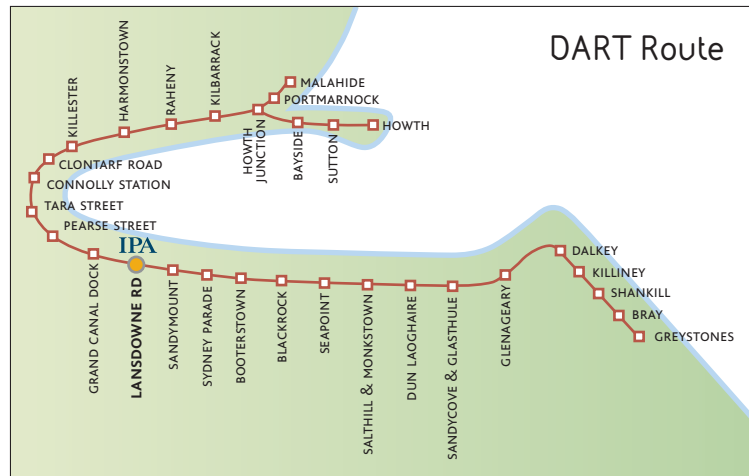 DART Route
MALAHIDE
PORTMARNOCK
HOWTH
SUTTON
BAYSIDE
HOWTH
JUNCTION
KILBARRACK
RAHENY
HARMONSTOWN
KILLESTER
CLONTARF ROAD
CONNOLLY STATION
TARA STREET
PEARSE STREET
GRAND CANAL DOCK
IPA
LANSDOWNE RD
SANDYMOUNT
SYDNEY PARADE
BOOTERSTOWN
BLACKROCK
SEAPOINT
SALTHILL & MONKSTOWN
DUN LAOGHAIRE
SANDYCOVE & GLASTHULE
GLENAGEARY
DALKEY
KILLINEY
SHANKILL
BRAY
GREYSTONES